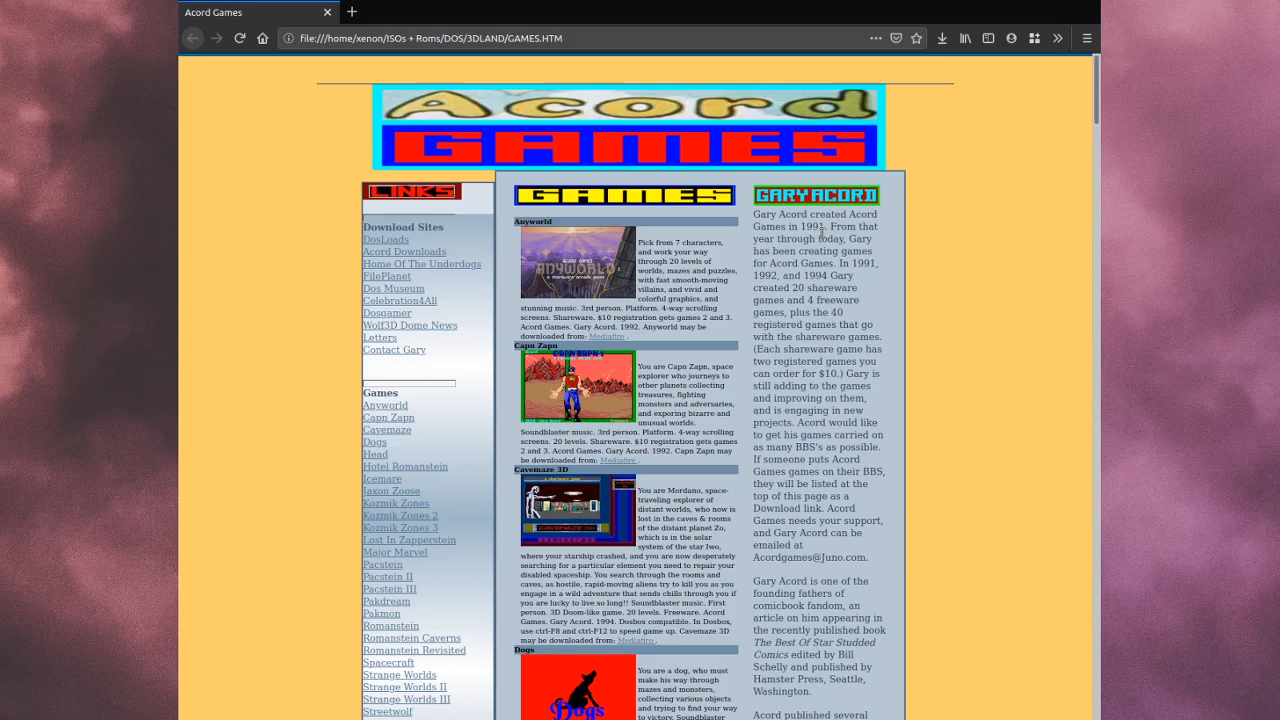 Acord Games
file:///home/xenon/ISOs + Roms/DOS/3DLAND/GAMES.HTM
Acord
GAMES
LINKS
Download Sites
DosLoads
Acord Downloads
Home Of The Underdogs
FilePlanet
Dos Museum
Celebration4All
Dosgamer
Wolf3D Dome News
Letters
Contact Gary
Games
Anyworld
Capn Zapn
Cavemaze
Dogs
Head
Hotel Romanstein
Icemare
Jaxon Zoose
Kozmik Zones
Kozmik Zones 2
Kozmik Zones 3
Lost In Zapperstein
Major Marvel
Pacstein
Pacstein II
Pacstein III
Pakdream
Pakmon
Romanstein
Romanstein Caverns
Romanstein Revisited
Spacecraft
Strange Worlds
Strange Worlds II
Strange Worlds III
Streetwolf
GAMES
Anyworld
ACORD GAMES
ANYWORLD
Pick from 7 characters,
and work your way
through 20 levels of
worlds, mazes and puzzles,
with fast smooth-moving
villains, and vivid and
colorful graphics, and
stunning music. 3rd person. Platform. 4-way scrolling
screens. Shareware. $10 registration gets games 2 and 3.
Acord Games. Gary Acord. 1992. Anyworld may be
downloaded from: Mediafire .
Capn Zapn
CAPN ZAPN
You are Capn Zapn, space
explorer who journeys to
other planets collecting
treasures, fighting
monsters and adversaries,
and exporing bizarre and
unusual worlds.
Soundblaster music. 3rd person. Platform. 4-way scrolling
screens. 20 levels. Shareware. $10 registration gets games
2 and 3. Acord Games. Gary Acord. 1992. Capn Zapn may
be downloaded from: Mediafire .
Cavemaze 3D
You are Mordano, space-
traveling explorer of
distant worlds, who now is
lost in the caves & rooms
of the distant planet Zo,
which is in the solar
system of the star Iwo,
where your starship crashed, and you are now desperately
searching for a particular element you need to repair your
disabled spaceship. You search through the rooms and
caves, as hostile, rapid-moving aliens try to kill you as you
engage in a wild adventure that sends chills through you if
you are lucky to live so long!! Soundblaster music. First
person. 3D Doom-like game. 20 levels. Freeware. Acord
Games. Gary Acord. 1994. Dosbox compatible. In Dosbox,
use ctrl-F8 and ctrl-F12 to speed game up. Cavemaze 3D
may be downloaded from: Mediafire .
Dogs
Dogs
You are a dog, who must
make his way through
mazes and monsters,
collecting various objects
and trying to find your way
to victory. Soundblaster
GARY ACORD
Gary Acord created Acord
Games in 1991. From that
year through today, Gary
has been creating games
for Acord Games. In 1991,
1992, and 1994 Gary
created 20 shareware
games and 4 freeware
games, plus the 40
registered games that go
with the shareware games.
(Each shareware game has
two registered games you
can order for $10.) Gary is
still adding to the games
and improving on them,
and is engaging in new
projects. Acord would like
to get his games carried on
as many BBS's as possible.
If someone puts Acord
Games games on their BBS,
they will be listed at the
top of this page as a
Download link. Acord
Games needs your support,
and Gary Acord can be
emailed at
Acordgames@Juno.com.
Gary Acord is one of the
founding fathers of
comicbook fandom, an
article on him appearing in
the recently published book
The Best Of Star Studded
Comics edited by Bill
Schelly and published by
Hamster Press, Seattle,
Washington.
Acord published several